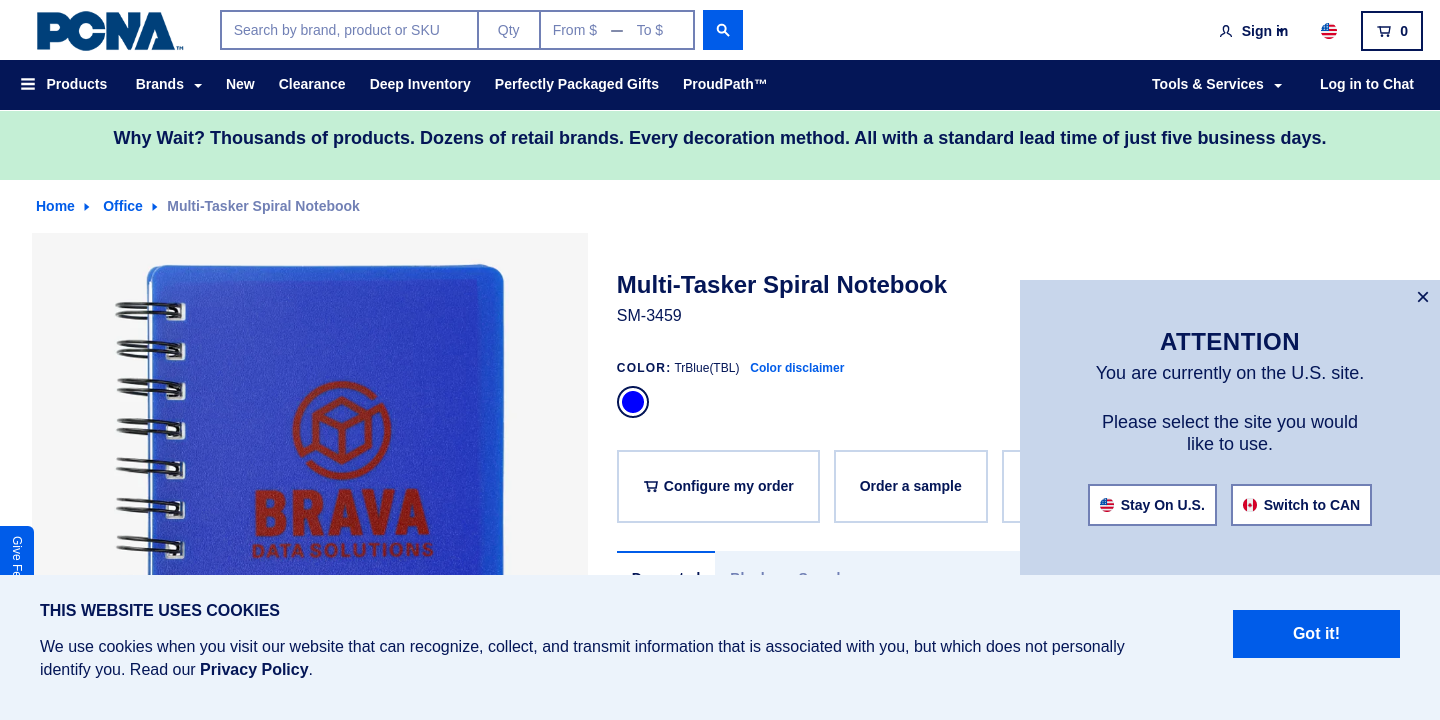 PCNA™
Search by brand, product or SKU
Qty
From $ — To $
Sign in
0
Products
Brands
New
Clearance
Deep Inventory
Perfectly Packaged Gifts
ProudPath™
Tools & Services
Log in to Chat
Why Wait? Thousands of products. Dozens of retail brands. Every decoration method. All with a standard lead time of just five business days.
Home
Office
Multi-Tasker Spiral Notebook
BRAVA
DATA SOLUTIONS
Multi-Tasker Spiral Notebook
SM-3459
COLOR: TrBlue(TBL) Color disclaimer
Configure my order
Order a sample
×
ATTENTION
You are currently on the U.S. site.
Please select the site you would
like to use.
Stay On U.S.
Switch to CAN
Give
THIS WEBSITE USES COOKIES
We use cookies when you visit our website that can recognize, collect, and transmit information that is associated with you, but which does not personally
identify you. Read our Privacy Policy.
Got it!